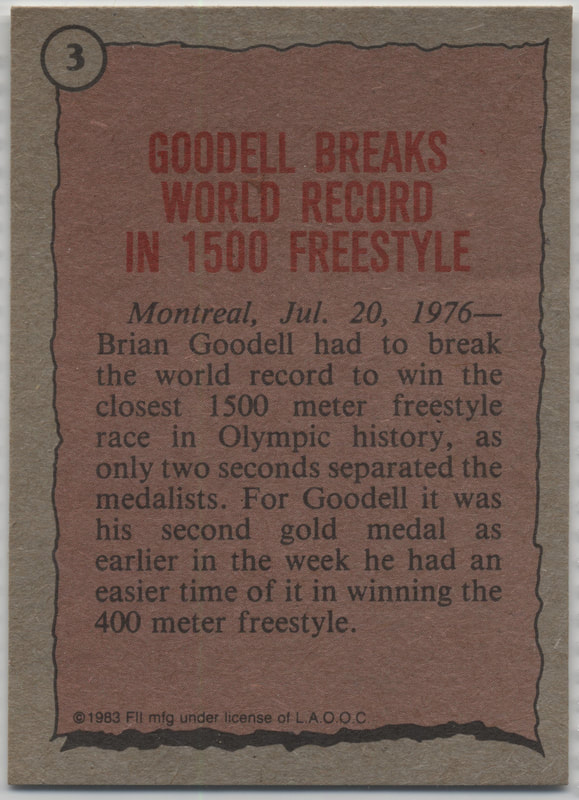 3
GOODELL BREAKS
WORLD RECORD
IN 1500 FREESTYLE
Montreal, Jul. 20, 1976—
Brian Goodell had to break
the world record to win the
closest 1500 meter freestyle
race in Olympic history, as
only two seconds separated the
medalists. For Goodell it was
his second gold medal as
earlier in the week he had an
easier time of it in winning the
400 meter freestyle.
©1983 FII mfg under license of L.A.O.O.C.